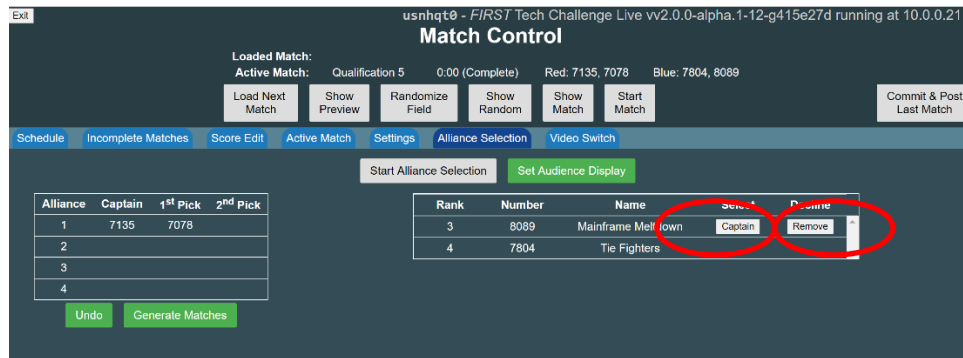 Exit
usnhqt0 - FIRST Tech Challenge Live vv2.0.0-alpha.1-12-g415e27d running at 10.0.0.21
Match Control
Loaded Match:
Active Match: Qualification 5 0:00 (Complete) Red: 7135, 7078 Blue: 7804, 8089
Load Next Match Show Preview Randomize Field Show Random Show Match Start Match Commit & Post Last Match
Schedule Incomplete Matches Score Edit Active Match Settings Alliance Selection Video Switch
Start Alliance Selection Set Audience Display
Alliance Captain 1st Pick 2nd Pick
1 7135 7078
2
3
4
Undo Generate Matches
Rank Number Name Select Decline
3 8089 Mainframe Meltdown Captain Remove
4 7804 Tie Fighters